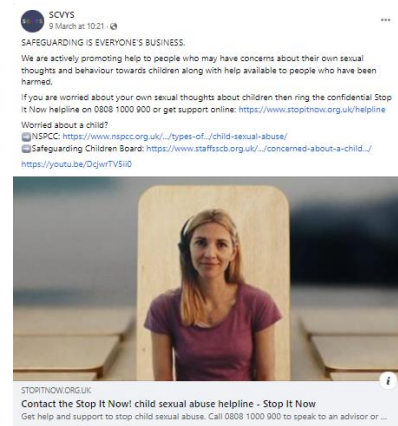 SCVYS
SCVYS
9 March at 10:21 ·
SAFEGUARDING IS EVERYONE'S BUSINESS.
We are actively promoting help to people who may have concerns about their own sexual
thoughts and behaviour towards children along with help available to people who have been
harmed.
If you are worried about your own sexual thoughts about children then ring the confidential Stop
It Now helpline on 0808 1000 900 or get support online: https://www.stopitnow.org.uk/helpline
Worried about a child?
➡NSPCC: https://www.nspcc.org.uk/.../types-of.../child-sexual-abuse/
➡Safeguarding Children Board: https://www.staffsscb.org.uk/.../concerned-about-a-child.../
https://youtu.be/DcjwrTV5ii0
i
STOPITNOW.ORG.UK
Contact the Stop It Now! child sexual abuse helpline - Stop It Now
Get help and support to stop child sexual abuse. Call 0808 1000 900 to speak to an advisor or ...